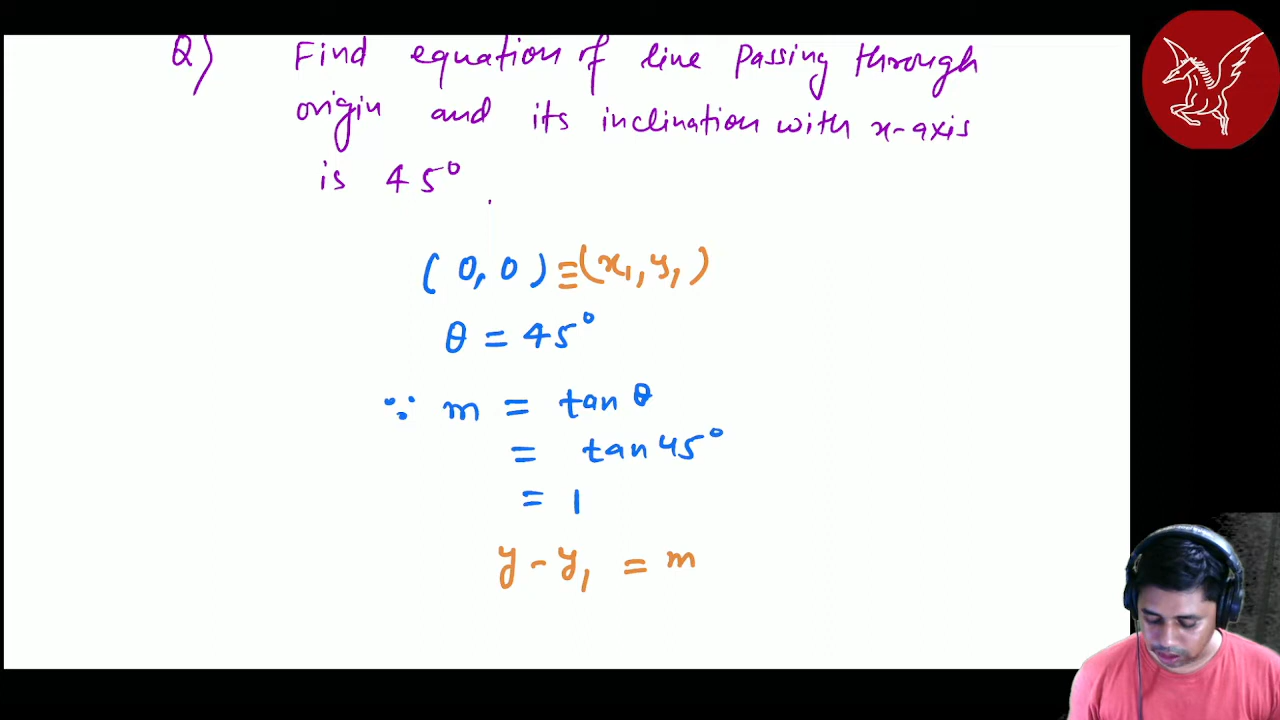 Q) Find equation of line passing through
origin and its inclination with x-axis
is 45°
(0,0) ≡ (x₁, y₁)
θ = 45°
∵ m = tan θ
= tan 45°
= 1
y - y₁ = m